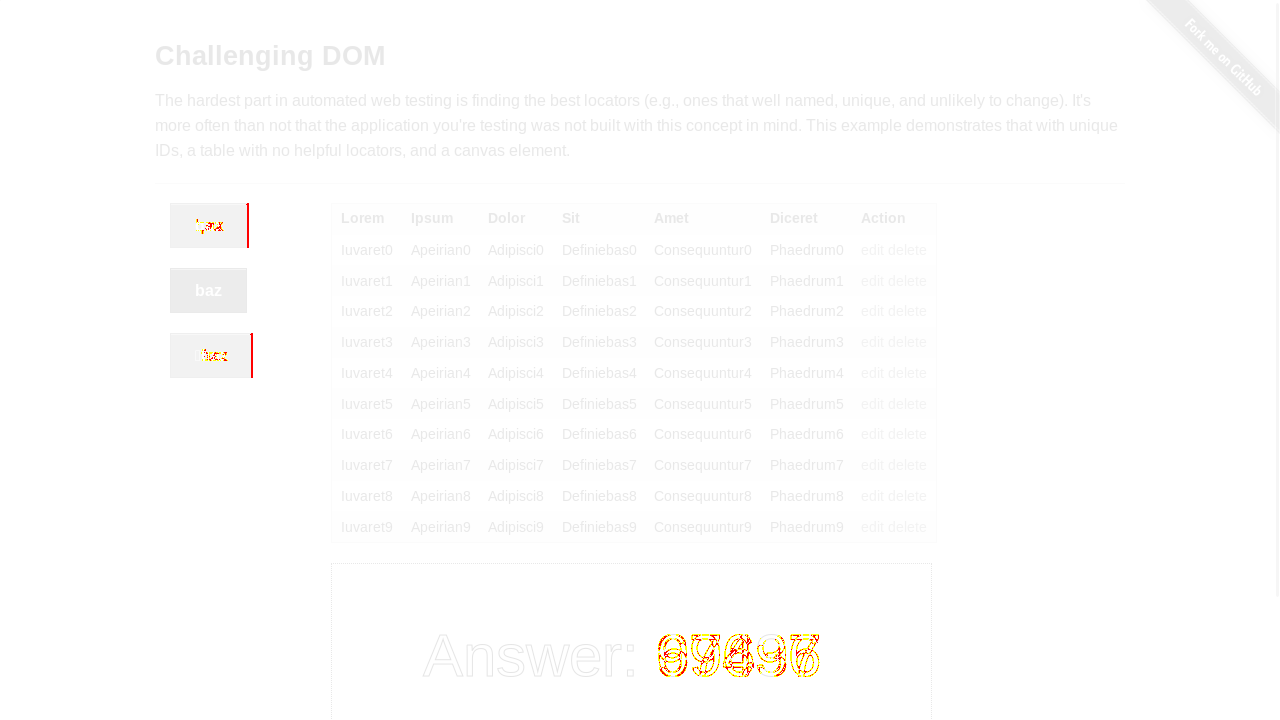 Fork me on GitHub
Challenging DOM
The hardest part in automated web testing is finding the best locators (e.g., ones that well named, unique, and unlikely to change). It's
more often than not that the application you're testing was not built with this concept in mind. This example demonstrates that with unique
IDs, a table with no helpful locators, and a canvas element.
baz
Lorem Ipsum Dolor Sit Amet Diceret Action
Iuvaret0 Apeirian0 Adipisci0 Definiebas0 Consequuntur0 Phaedrum0 edit delete
Iuvaret1 Apeirian1 Adipisci1 Definiebas1 Consequuntur1 Phaedrum1 edit delete
Iuvaret2 Apeirian2 Adipisci2 Definiebas2 Consequuntur2 Phaedrum2 edit delete
Iuvaret3 Apeirian3 Adipisci3 Definiebas3 Consequuntur3 Phaedrum3 edit delete
Iuvaret4 Apeirian4 Adipisci4 Definiebas4 Consequuntur4 Phaedrum4 edit delete
Iuvaret5 Apeirian5 Adipisci5 Definiebas5 Consequuntur5 Phaedrum5 edit delete
Iuvaret6 Apeirian6 Adipisci6 Definiebas6 Consequuntur6 Phaedrum6 edit delete
Iuvaret7 Apeirian7 Adipisci7 Definiebas7 Consequuntur7 Phaedrum7 edit delete
Iuvaret8 Apeirian8 Adipisci8 Definiebas8 Consequuntur8 Phaedrum8 edit delete
Iuvaret9 Apeirian9 Adipisci9 Definiebas9 Consequuntur9 Phaedrum9 edit delete
Answer: